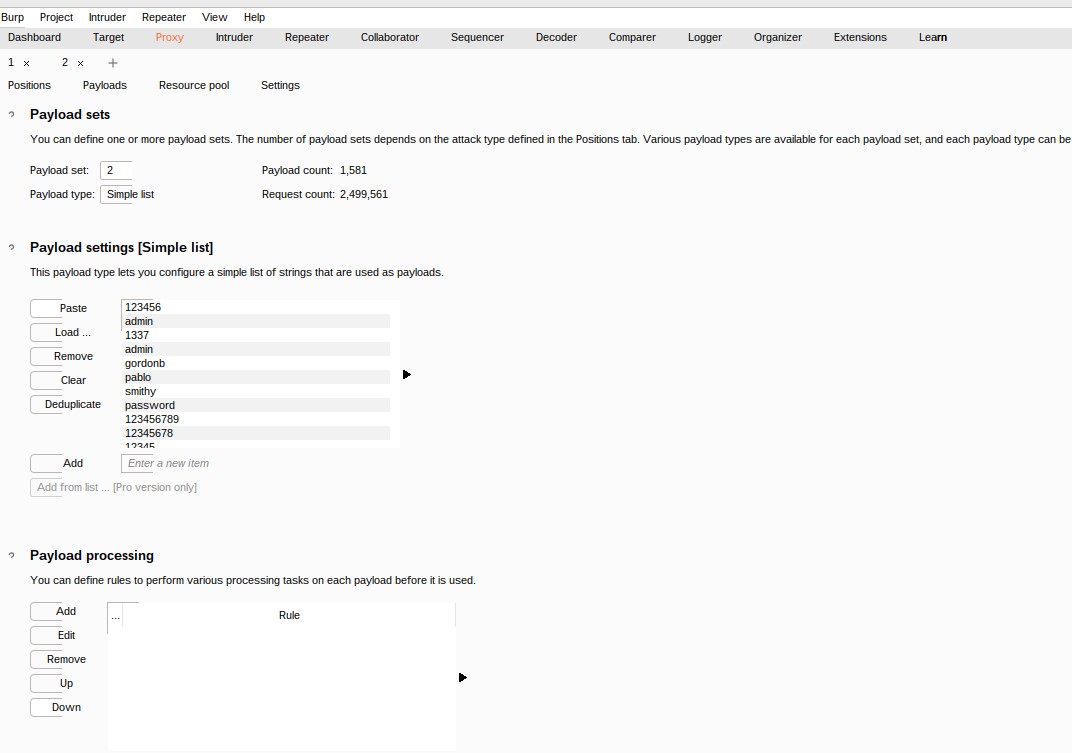 Burp Project Intruder Repeater View Help
Dashboard Target Proxy Intruder Repeater Collaborator Sequencer Decoder Comparer Logger Organizer Extensions Learn
1 × 2 × +
Positions Payloads Resource pool Settings
? Payload sets
You can define one or more payload sets. The number of payload sets depends on the attack type defined in the Positions tab. Various payload types are available for each payload set, and each payload type can be
Payload set: 2 Payload count: 1,581
Payload type: Simple list Request count: 2,499,561
? Payload settings [Simple list]
This payload type lets you configure a simple list of strings that are used as payloads.
Paste
Load ...
Remove
Clear
Deduplicate
123456
admin
1337
admin
gordonb
pablo
smithy
password
123456789
12345678
12345
Add Enter a new item
Add from list ... [Pro version only]
? Payload processing
You can define rules to perform various processing tasks on each payload before it is used.
Add
Edit
Remove
Up
Down
... Rule